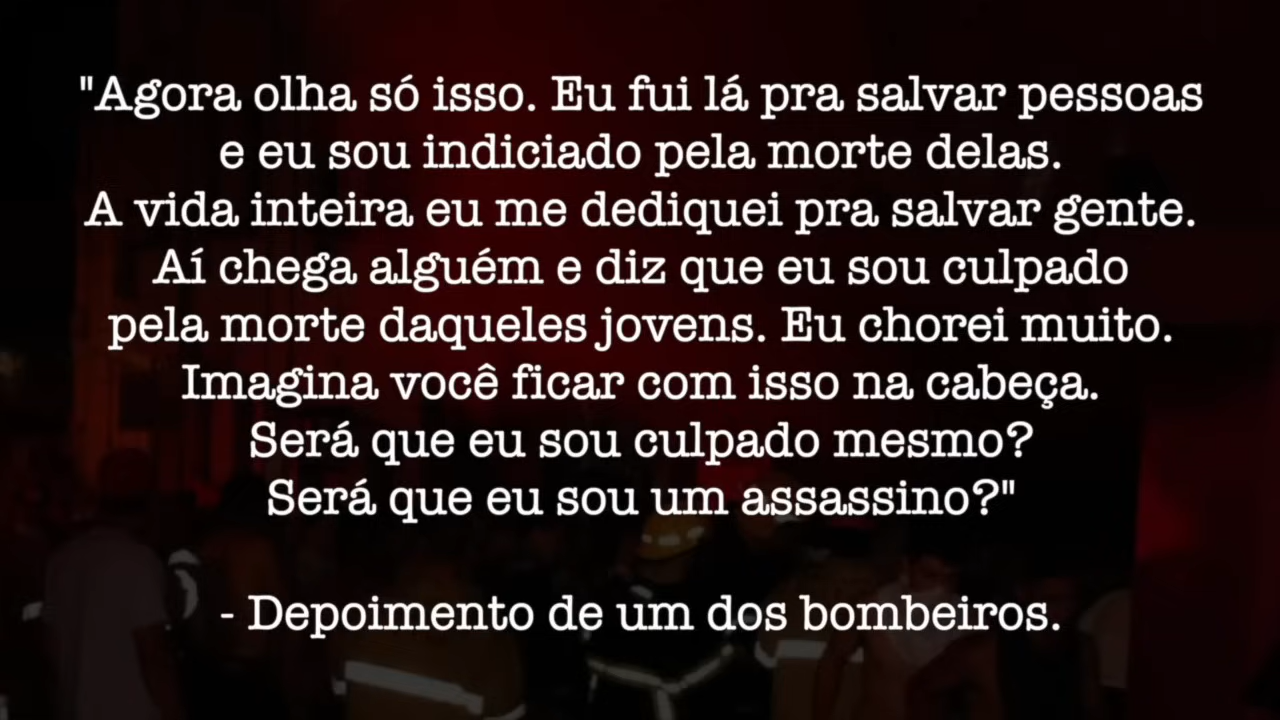 "Agora olha só isso. Eu fui lá pra salvar pessoas
e eu sou indiciado pela morte delas.
A vida inteira eu me dediquei pra salvar gente.
Aí chega alguém e diz que eu sou culpado
pela morte daqueles jovens. Eu chorei muito.
Imagina você ficar com isso na cabeça.
Será que eu sou culpado mesmo?
Será que eu sou um assassino?"
- Depoimento de um dos bombeiros.